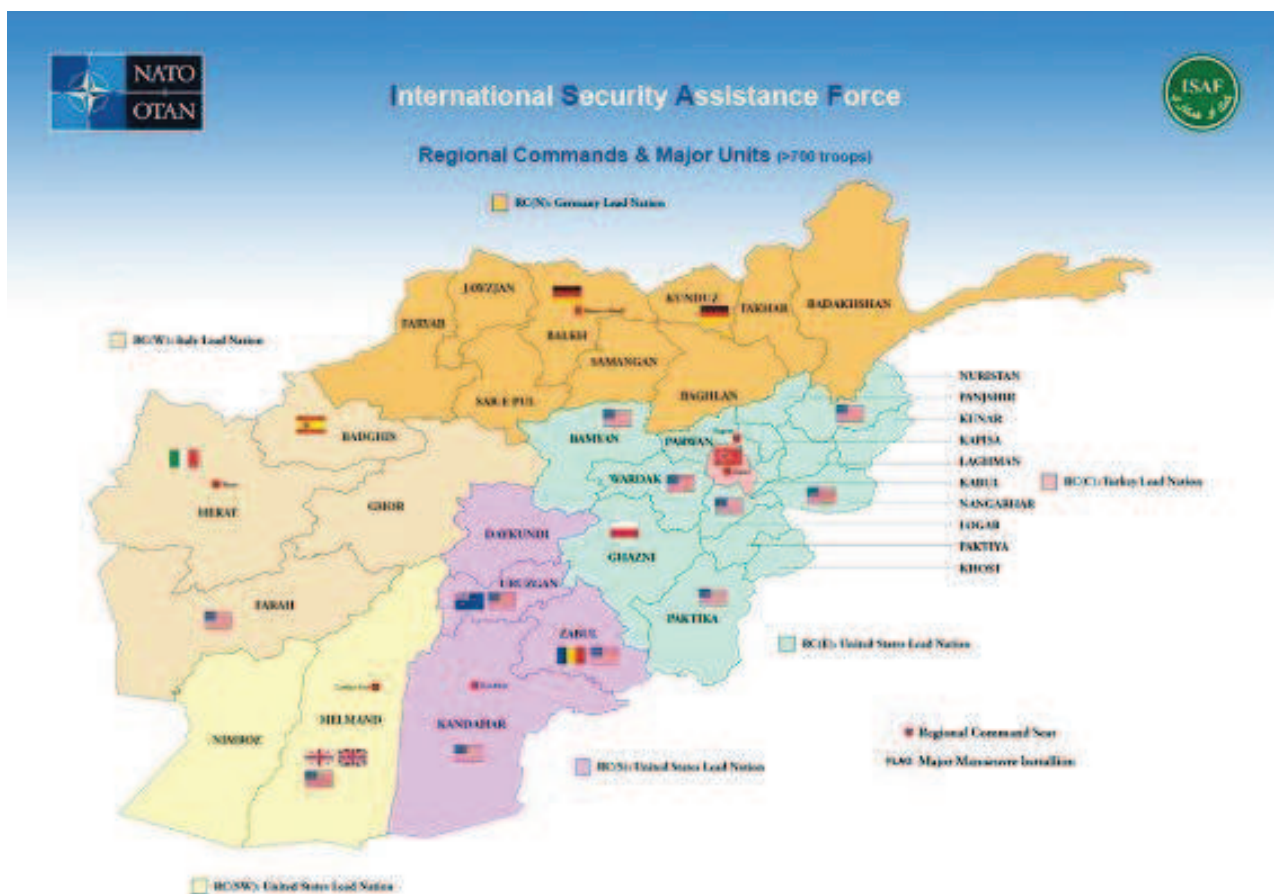 NATO
OTAN
International Security Assistance Force
ISAF
Regional Commands & Major Units (>700 troops)
RC(N): Germany Lead Nation
JAWZJAN
KUNDUZ
TAKHAR
BADAKHSHAN
FARYAB
BALKH
RC(W): Italy Lead Nation
SAMANGAN
SAR-E PUL
BAGHLAN
NURISTAN
PANJSHIR
KUNAR
KAPISA
LAGHMAN
KABUL
NANGARHAR
LOGAR
PAKTIYA
KHOST
BADGHIS
BAMYAN
PARWAN
WARDAK
RC(C): Turkey Lead Nation
HERAT
GHOR
DAYKUNDI
GHAZNI
URUZGAN
FARAH
PAKTIKA
ZABUL
RC(E): United States Lead Nation
HELMAND
KANDAHAR
NIMROZ
Regional Command Seat
RC(S): United States Lead Nation
FLAG Major Maneuver
RC(SW): United States Lead Nation